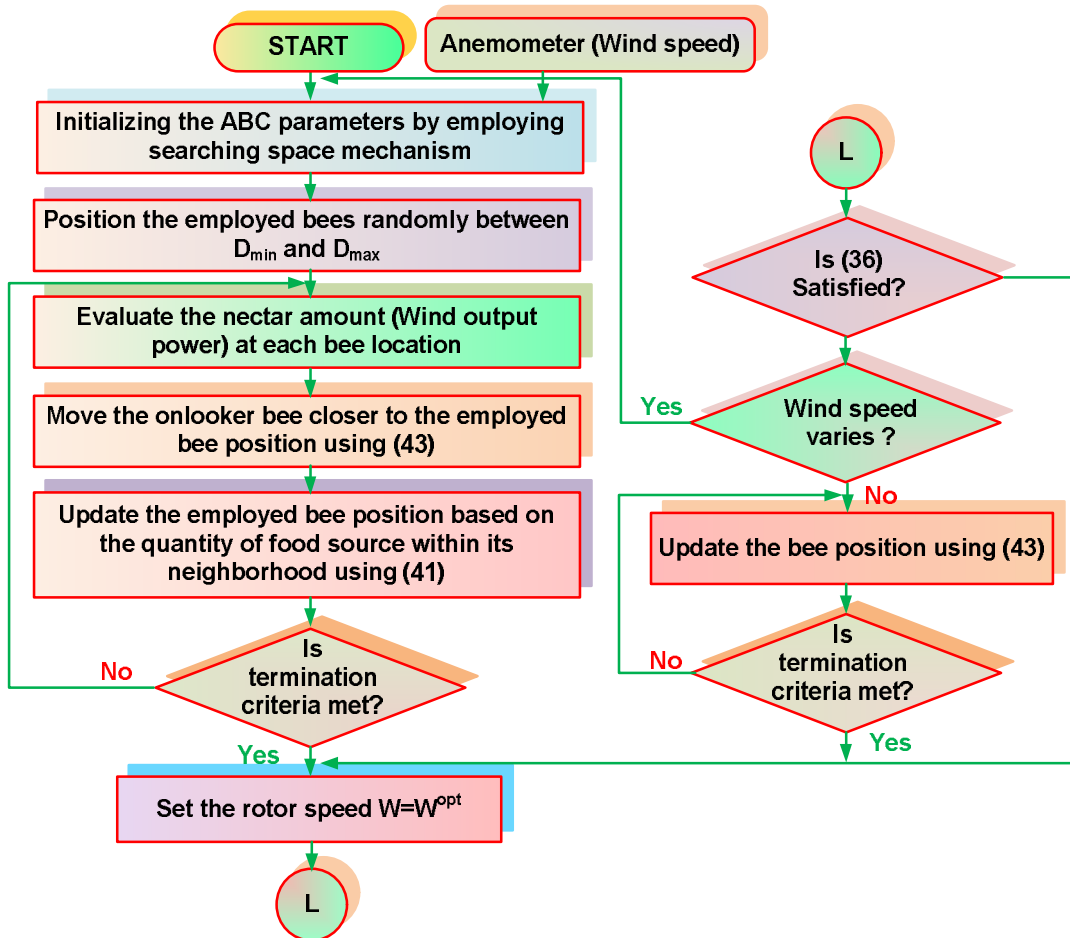 START
Anemometer (Wind speed)
Initializing the ABC parameters by employing
searching space mechanism
Position the employed bees randomly between
Dmin and Dmax
Evaluate the nectar amount (Wind output
power) at each bee location
Move the onlooker bee closer to the employed
bee position using (43)
Update the employed bee position based on
the quantity of food source within its
neighborhood using (41)
Is
termination
criteria met?
No
Yes
Set the rotor speed W=W^opt
L
L
Is (36)
Satisfied?
Wind speed
varies ?
Yes
No
Update the bee position using (43)
Is
termination
criteria met?
No
Yes